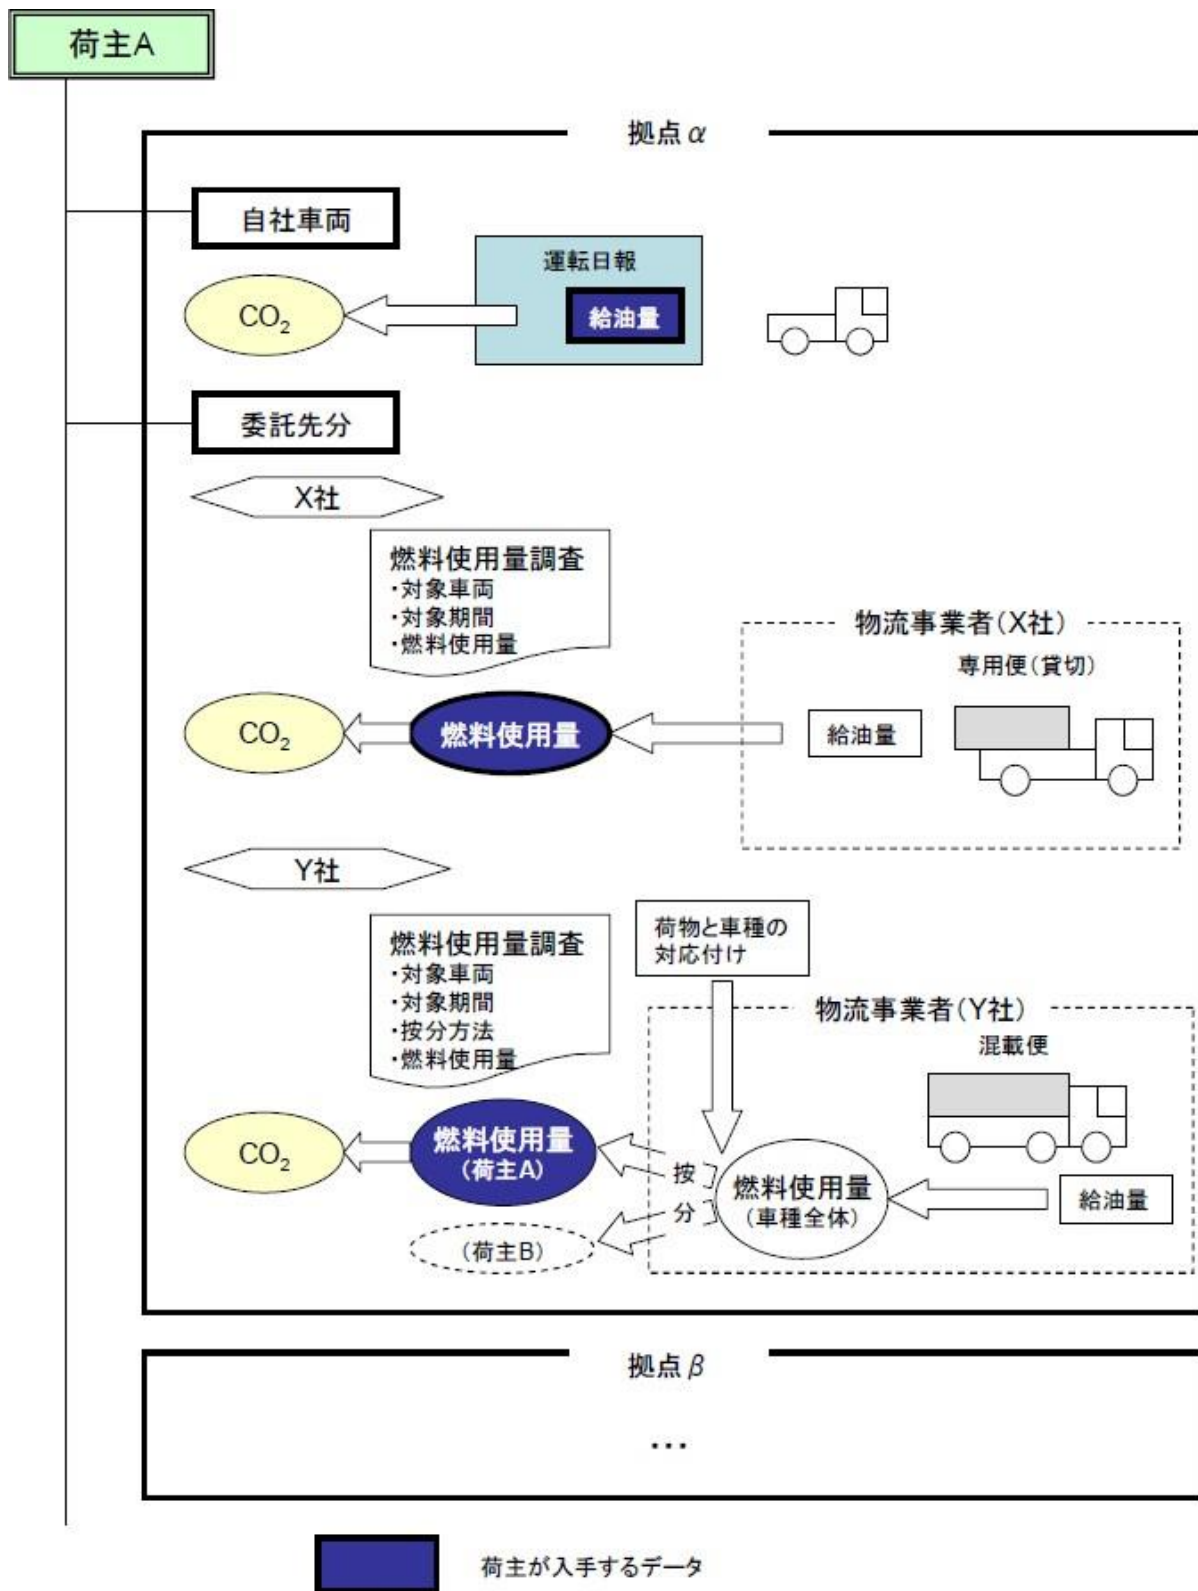 荷主A
拠点α
自社車両
運転日報
給油量
CO₂
委託先分
X社
燃料使用量調査
・対象車両
・対象期間
・燃料使用量
物流事業者(X社)
専用便(貸切)
給油量
燃料使用量
CO₂
Y社
荷物と車種の
対応付け
燃料使用量調査
・対象車両
・対象期間
・按分方法
・燃料使用量
物流事業者(Y社)
混載便
燃料使用量
(荷主A)
CO₂
按
分
燃料使用量
(車種全体)
給油量
(荷主B)
拠点β
…
荷主が入手するデータ